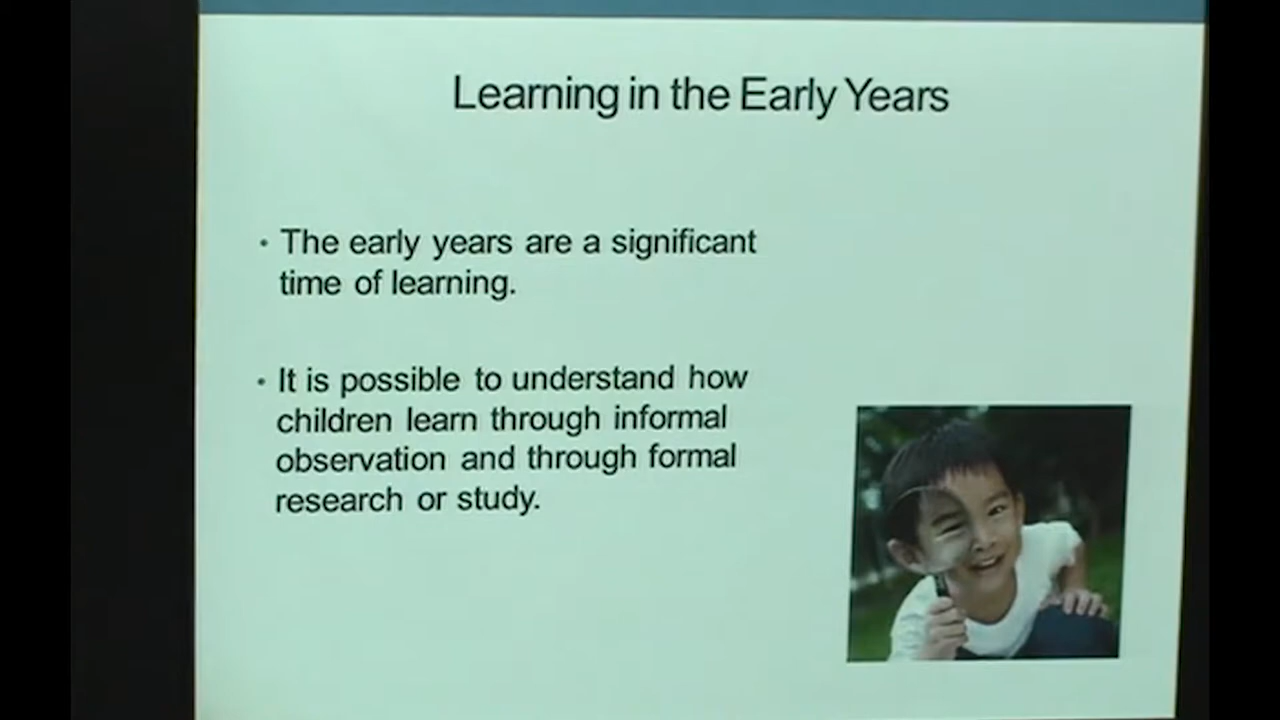 Learning in the Early Years
• The early years are a significant
time of learning.
• It is possible to understand how
children learn through informal
observation and through formal
research or study.